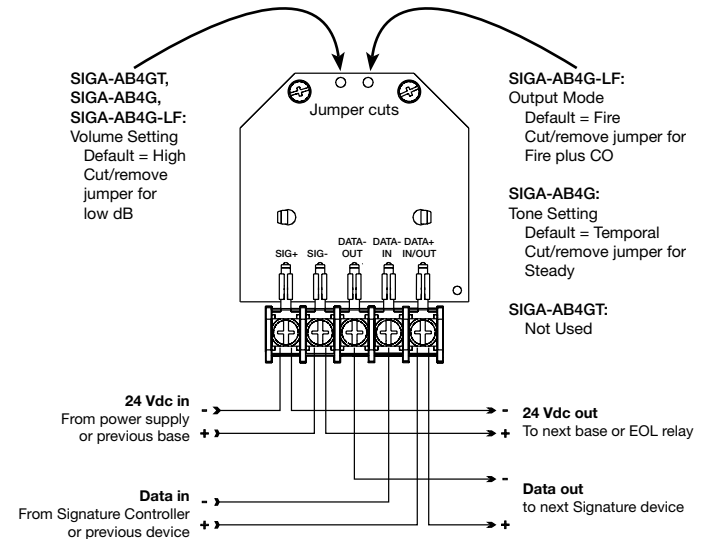 SIGA-AB4GT,
SIGA-AB4G,
SIGA-AB4G-LF:
Volume Setting
Default = High
Cut/remove
jumper for
low dB
Jumper cuts
SIGA-AB4G-LF:
Output Mode
Default = Fire
Cut/remove jumper for
Fire plus CO
SIGA-AB4G:
Tone Setting
Default = Temporal
Cut/remove jumper for
Steady
SIGA-AB4GT:
Not Used
SIG+
SIG-
DATA-
OUT
DATA-
IN
DATA+
IN/OUT
24 Vdc in
From power supply
or previous base
-
+
-
+
24 Vdc out
To next base or EOL relay
Data in
From Signature Controller
or previous device
-
+
-
+
Data out
to next Signature device